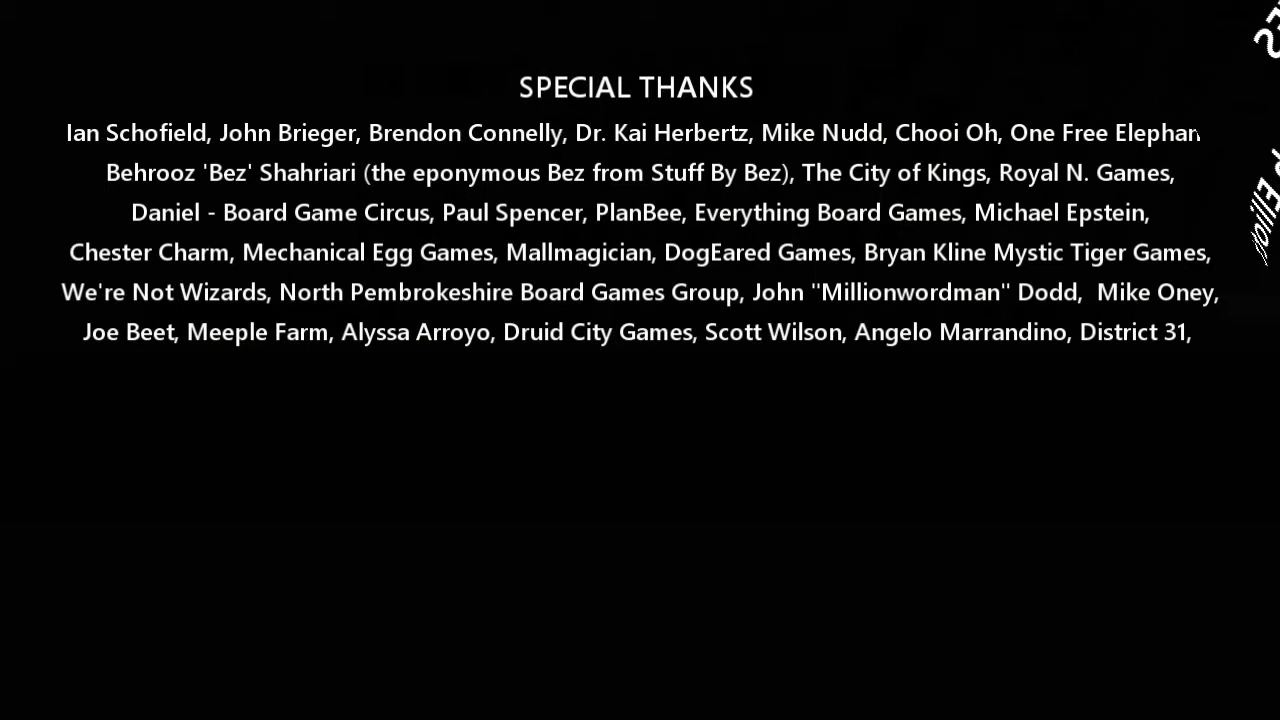 SPECIAL THANKS
Ian Schofield, John Brieger, Brendon Connelly, Dr. Kai Herbertz, Mike Nudd, Chooi Oh, One Free
Behrooz 'Bez' Shahriari (the eponymous Bez from Stuff By Bez), The City of Kings, Royal N. Games,
Daniel - Board Game Circus, Paul Spencer, PlanBee, Everything Board Games, Michael Epstein,
Chester Charm, Mechanical Egg Games, Mallmagician, DogEared Games, Bryan Kline Mystic Tiger Games,
We're Not Wizards, North Pembrokeshire Board Games Group, John "Millionwordman" Dodd,  Mike Oney,
Joe Beet, Meeple Farm, Alyssa Arroyo, Druid City Games, Scott Wilson, Angelo Marrandino, District 31,